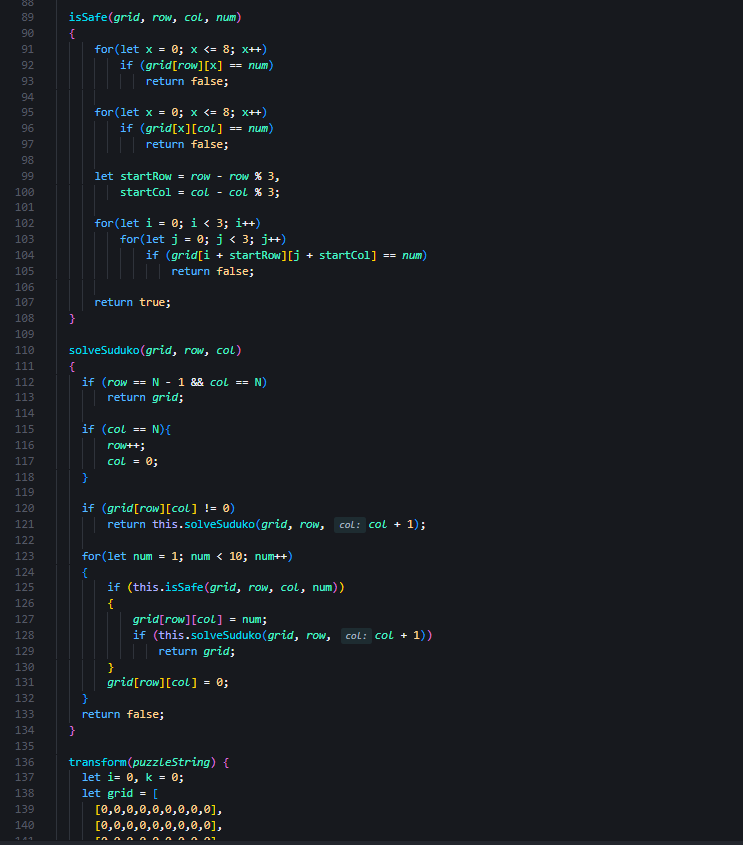 88
89 isSafe(grid, row, col, num)
90 {
91 for(let x = 0; x <= 8; x++)
92 if (grid[row][x] == num)
93 return false;
94
95 for(let x = 0; x <= 8; x++)
96 if (grid[x][col] == num)
97 return false;
98
99 let startRow = row - row % 3,
100 startCol = col - col % 3;
101
102 for(let i = 0; i < 3; i++)
103 for(let j = 0; j < 3; j++)
104 if (grid[i + startRow][j + startCol] == num)
105 return false;
106
107 return true;
108 }
109
110 solveSuduko(grid, row, col)
111 {
112 if (row == N - 1 && col == N)
113 return grid;
114
115 if (col == N){
116 row++;
117 col = 0;
118 }
119
120 if (grid[row][col] != 0)
121 return this.solveSuduko(grid, row, col: col + 1);
122
123 for(let num = 1; num < 10; num++)
124 {
125 if (this.isSafe(grid, row, col, num))
126 {
127 grid[row][col] = num;
128 if (this.solveSuduko(grid, row, col: col + 1))
129 return grid;
130 }
131 grid[row][col] = 0;
132 }
133 return false;
134 }
135
136 transform(puzzleString) {
137 let i= 0, k = 0;
138 let grid = [
139 [0,0,0,0,0,0,0,0,0],
140 [0,0,0,0,0,0,0,0,0],
141 [0,0,0,0,0,0,0,0,0]